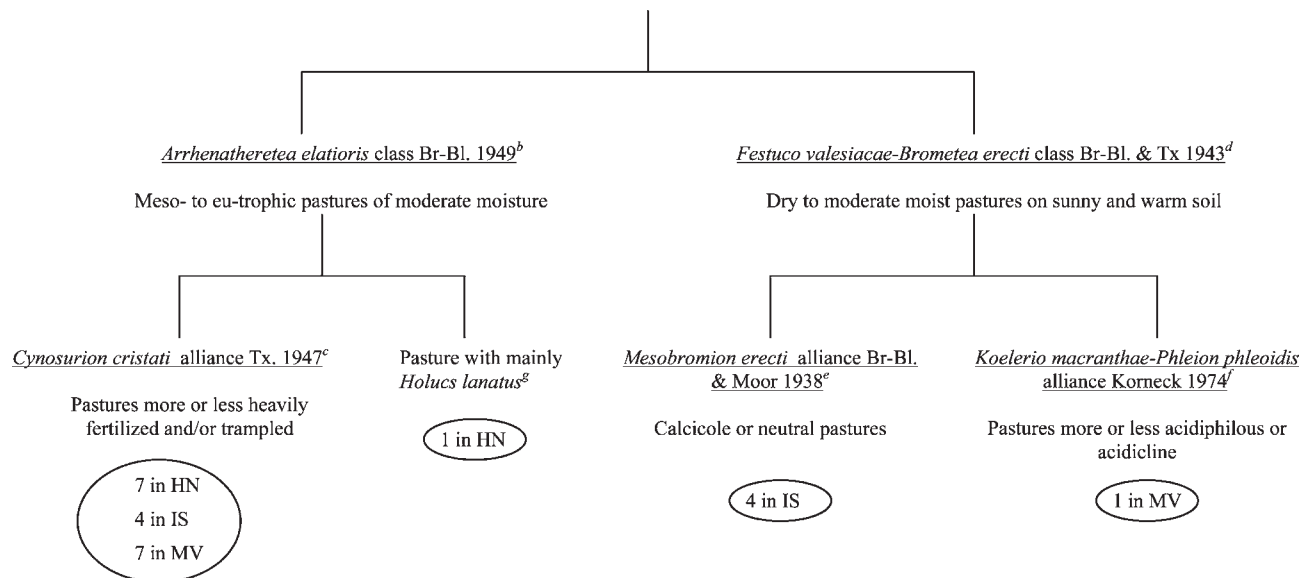 Arrhenatheretea elatioris class Br-Bl. 1949b
Meso- to eu-trophic pastures of moderate moisture
Festuco valesiacae-Brometea erecti class Br-Bl. & Tx 1943d
Dry to moderate moist pastures on sunny and warm soil
Cynosurion cristati alliance Tx. 1947c
Pastures more or less heavily
fertilized and/or trampled
7 in HN
4 in IS
7 in MV
Pasture with mainly
Holucs lanatusg
1 in HN
Mesobromion erecti alliance Br-Bl.
& Moor 1938e
Calcicole or neutral pastures
4 in IS
Koelerio macranthae-Phleion phleoidis
alliance Korneck 1974f
Pastures more or less acidiphilous or
acidicline
1 in MV